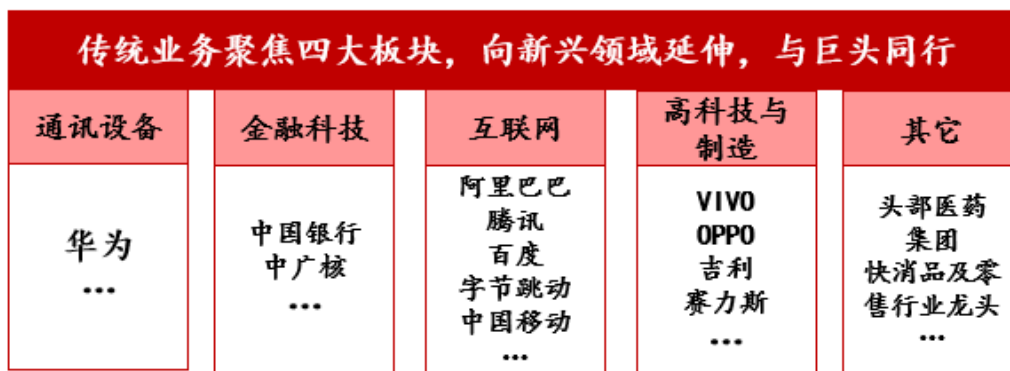 传统业务聚焦四大板块，向新兴领域延伸，与巨头同行
通讯设备
华为
...
金融科技
中国银行
中广核
...
互联网
阿里巴巴
腾讯
百度
字节跳动
中国移动
...
高科技与
制造
VIVO
OPPO
吉利
赛力斯
...
其它
头部医药
集团
快消品及零
售行业龙头
...